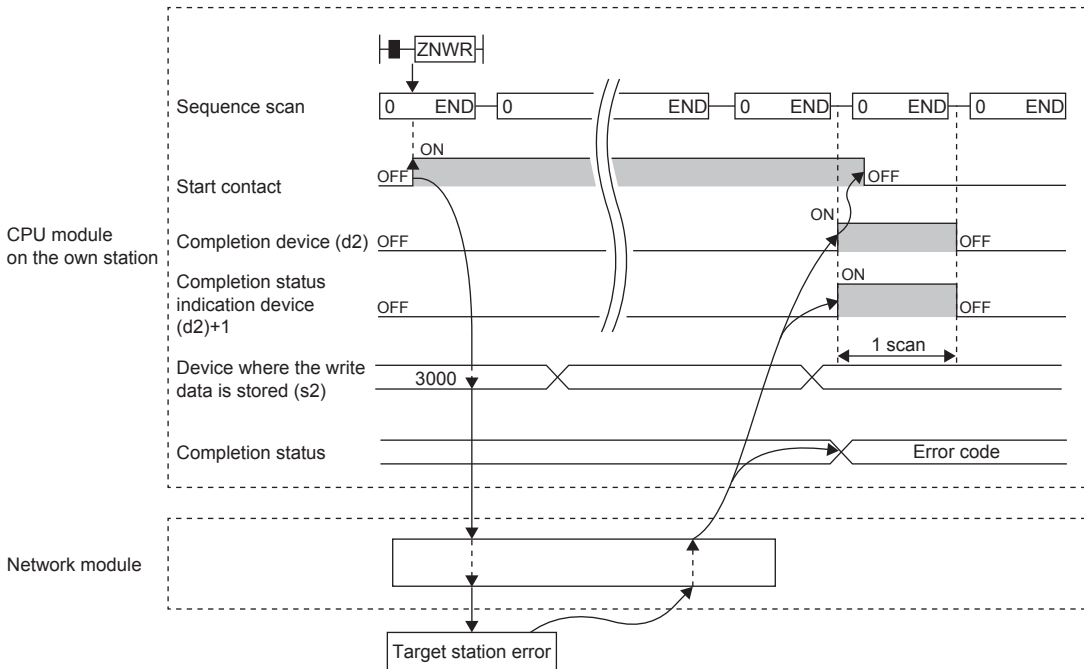 ZNWR
Sequence scan
0 END 0 END 0 END 0 END 0 END
ON
Start contact
OFF
OFF
CPU module
on the own station
ON
Completion device (d2)
OFF
OFF
Completion status
indication device
(d2)+1
ON
OFF
OFF
1 scan
Device where the write
data is stored (s2)
3000
Completion status
Error code
Network module
Target station error